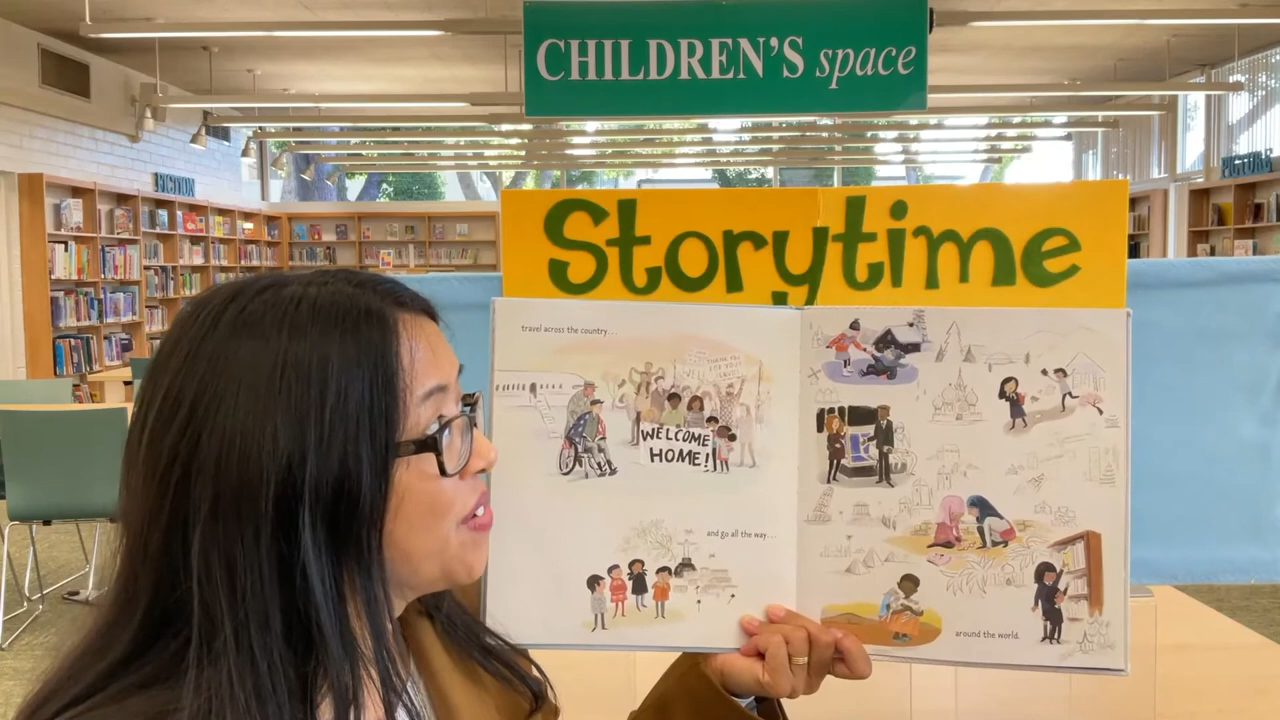 CHILDREN'S space
FICTION
PICTURE
Storytime
travel across the country...
WELCOME
HOME!
and go all the way...
around the world.